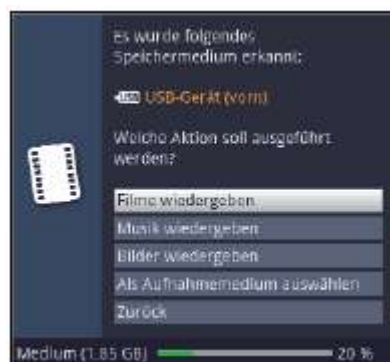 Es wurde folgendes
Speichermedium erkannt:
USB USB-Gerät (vorn)
Welche Aktion soll ausgeführt
werden?
Filme wiedergeben
Musik wiedergeben
Bilder wiedergeben
Als Aufnahmemedium auswählen
Zurück
Medium (1.85 GB) 20 %